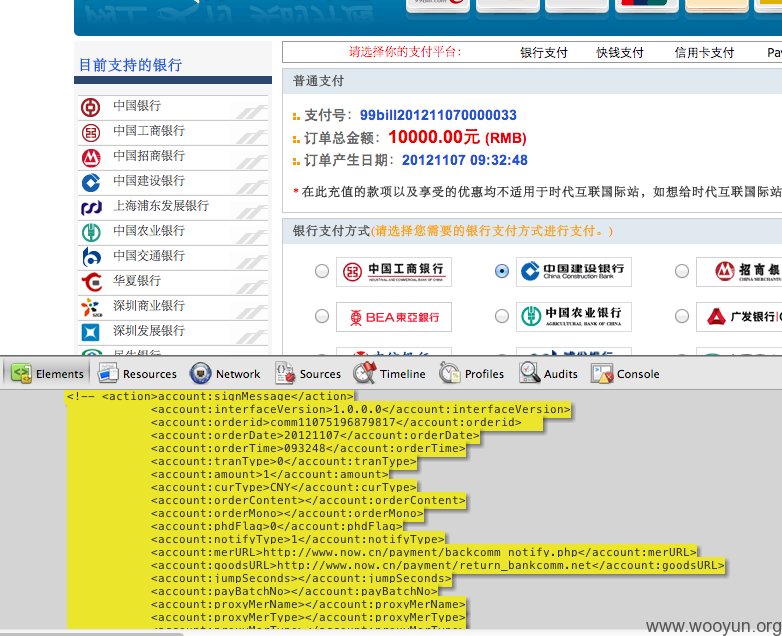 目前支持的银行
中国银行
中国工商银行
中国招商银行
中国建设银行
上海浦东发展银行
中国农业银行
中国交通银行
华夏银行
深圳商业银行
深圳发展银行
民生银行
请选择你的支付平台:
银行支付
快钱支付
信用卡支付
Pa
普通支付
支付号: 99bill201211070000033
订单总金额: 10000.00元 (RMB)
订单产生日期: 20121107 09:32:48
*在此充值的款项以及享受的优惠均不适用于时代互联国际站，如想给时代互联国际站
银行支付方式(请选择您需要的银行支付方式进行支付。)
中国工商银行
INDUSTRIAL AND COMMERCIAL BANK OF CHINA
中国建设银行
China Construction Bank
招商银
CHINA MERCHANTS
BEA東亞銀行
中国农业银行
AGRICULTURAL BANK OF CHINA
广发银行
Elements Resources Network Sources Timeline Profiles Audits Console
<!-- <action>account:signMessage</action>
<account:interfaceVersion>1.0.0.0</account:interfaceVersion>
<account:orderid>comm11075196879817</account:orderid>
<account:orderDate>20121107</account:orderDate>
<account:orderTime>093248</account:orderTime>
<account:tranType>0</account:tranType>
<account:amount>1</account:amount>
<account:curType>CNY</account:curType>
<account:orderContent></account:orderContent>
<account:orderMono></account:orderMono>
<account:phdFlag>0</account:phdFlag>
<account:notifyType>1</account:notifyType>
<account:merURL>http://www.now.cn/payment/backcomm_notify.php</account:merURL>
<account:goodsURL>http://www.now.cn/payment/return_bankcomm.net</account:goodsURL>
<account:jumpSeconds></account:jumpSeconds>
<account:payBatchNo></account:payBatchNo>
<account:proxyMerName></account:proxyMerName>
<account:proxyMerType></account:proxyMerType>
www.wooyun.org